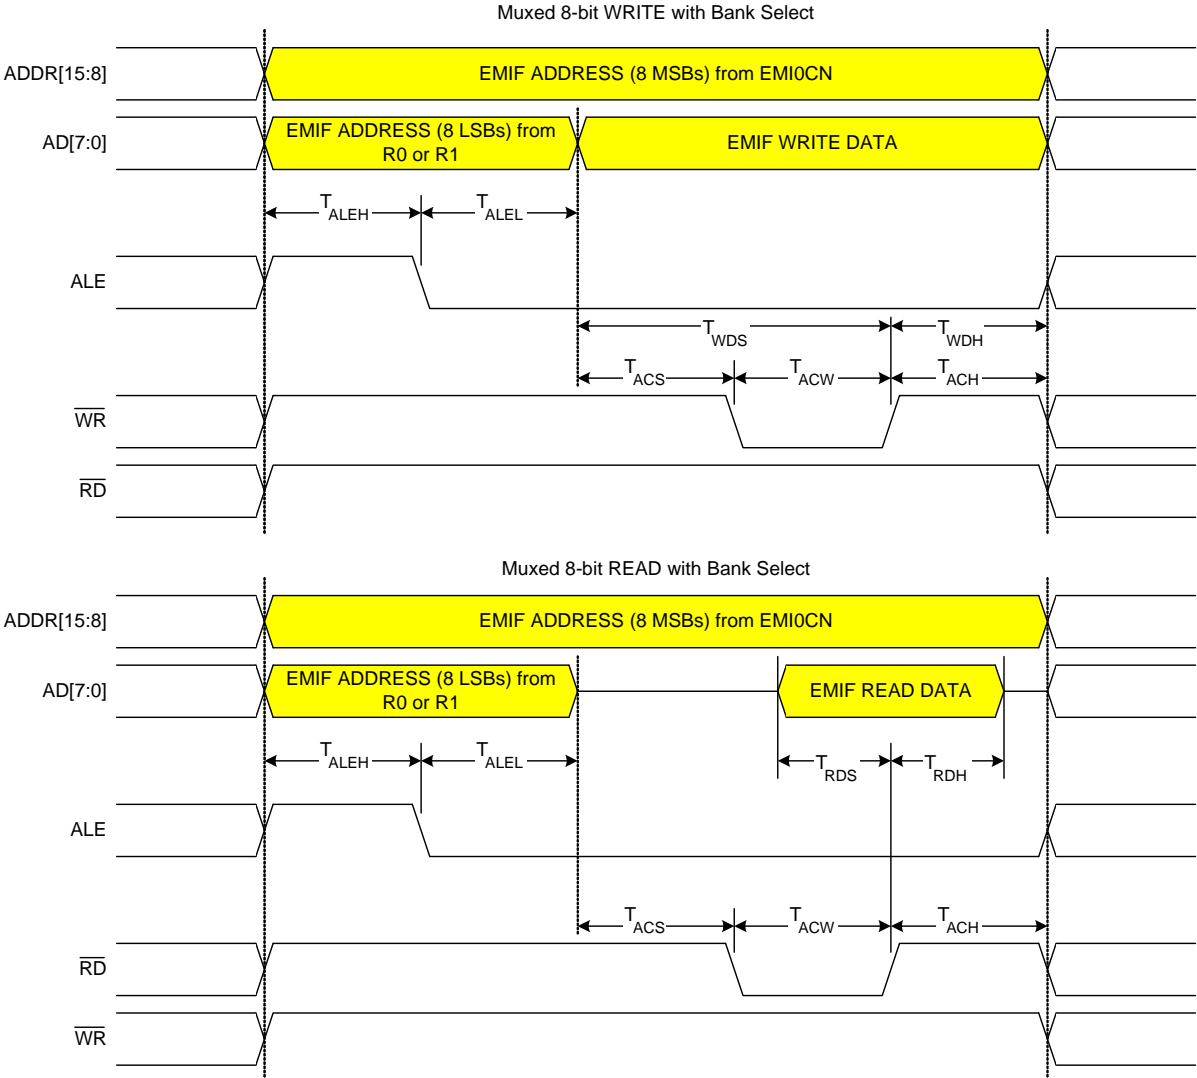 Muxed 8-bit WRITE with Bank Select
ADDR[15:8]
EMIF ADDRESS (8 MSBs) from EMI0CN
AD[7:0]
EMIF ADDRESS (8 LSBs) from
R0 or R1
EMIF WRITE DATA
TALEH
TALEL
ALE
TWDS
TWDH
TACS
TACW
TACH
WR
RD
Muxed 8-bit READ with Bank Select
ADDR[15:8]
EMIF ADDRESS (8 MSBs) from EMI0CN
AD[7:0]
EMIF ADDRESS (8 LSBs) from
R0 or R1
EMIF READ DATA
TALEH
TALEL
TRDS
TRDH
ALE
TACS
TACW
TACH
RD
WR